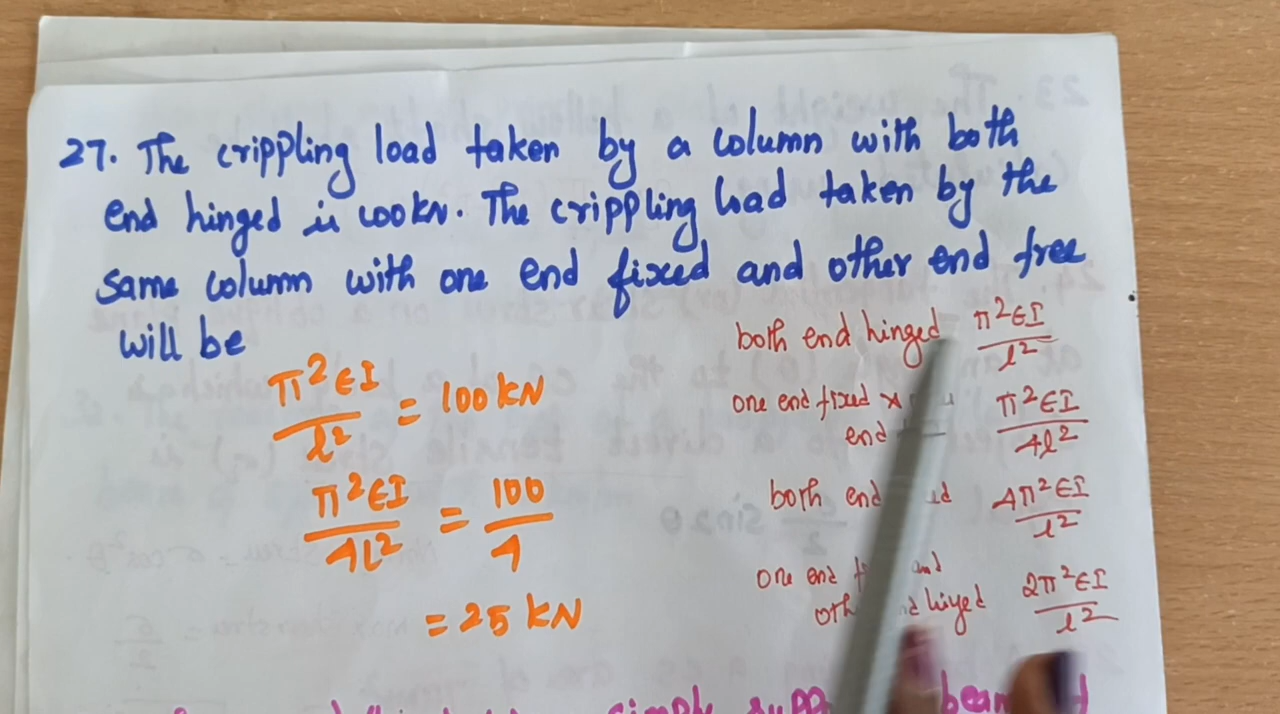 27. The crippling load taken by a column with both
end hinged is 100kN. The crippling load taken by the
same column with one end fixed and other end free
will be
π²EI/l² = 100 kN
π²EI/4l² = 100/4
= 25 KN
both end hinged π²EI/l²
one end fixed x
end π²EI/4l²
both end 4π²EI/l²
one end and
hinged 2π²EI/l²
simple beam